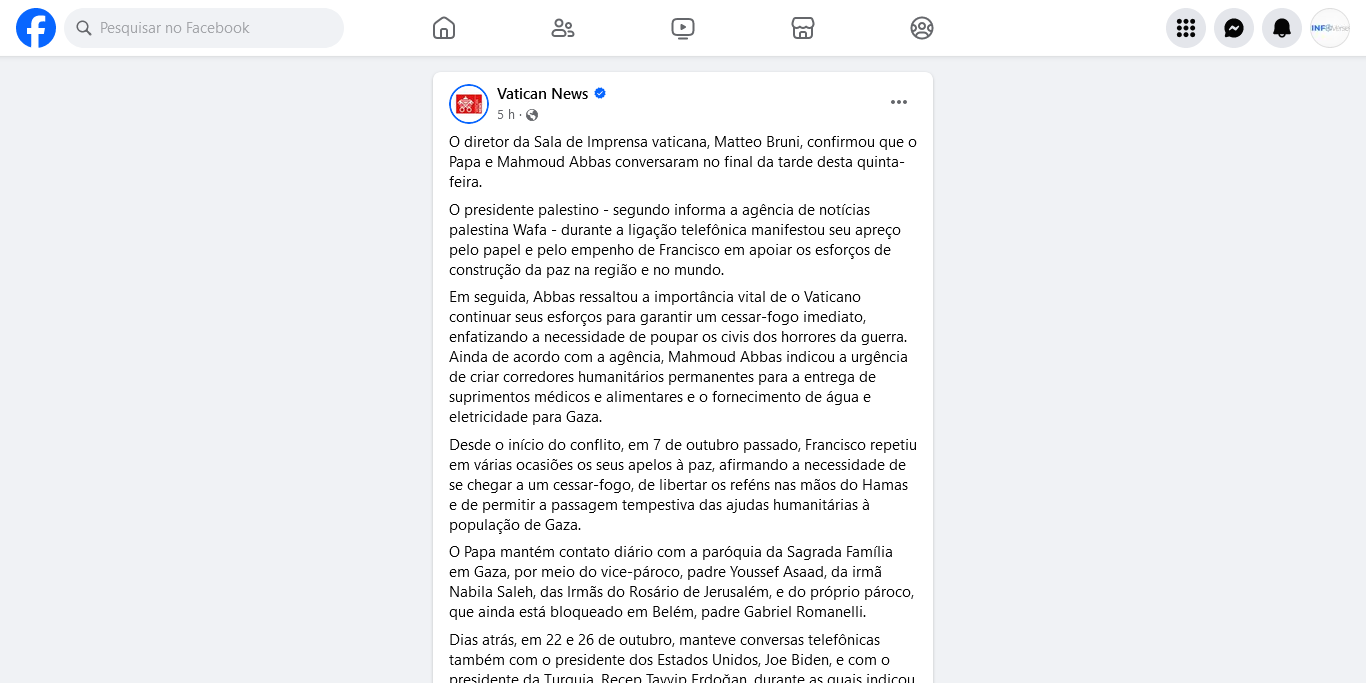 Pesquisar no Facebook
INFOVerse
Vatican News
5 h ·
O diretor da Sala de Imprensa vaticana, Matteo Bruni, confirmou que o
Papa e Mahmoud Abbas conversaram no final da tarde desta quinta-
feira.
O presidente palestino - segundo informa a agência de notícias
palestina Wafa - durante a ligação telefônica manifestou seu apreço
pelo papel e pelo empenho de Francisco em apoiar os esforços de
construção da paz na região e no mundo.
Em seguida, Abbas ressaltou a importância vital de o Vaticano
continuar seus esforços para garantir um cessar-fogo imediato,
enfatizando a necessidade de poupar os civis dos horrores da guerra.
Ainda de acordo com a agência, Mahmoud Abbas indicou a urgência
de criar corredores humanitários permanentes para a entrega de
suprimentos médicos e alimentares e o fornecimento de água e
eletricidade para Gaza.
Desde o início do conflito, em 7 de outubro passado, Francisco repetiu
em várias ocasiões os seus apelos à paz, afirmando a necessidade de
se chegar a um cessar-fogo, de libertar os reféns nas mãos do Hamas
e de permitir a passagem tempestiva das ajudas humanitárias à
população de Gaza.
O Papa mantém contato diário com a paróquia da Sagrada Família
em Gaza, por meio do vice-pároco, padre Youssef Asaad, da irmã
Nabila Saleh, das Irmãs do Rosário de Jerusalém, e do próprio pároco,
que ainda está bloqueado em Belém, padre Gabriel Romanelli.
Dias atrás, em 22 e 26 de outubro, manteve conversas telefônicas
também com o presidente dos Estados Unidos, Joe Biden, e com o
presidente da Turquia, Recep Tayyip Erdoğan, durante as quais indicou